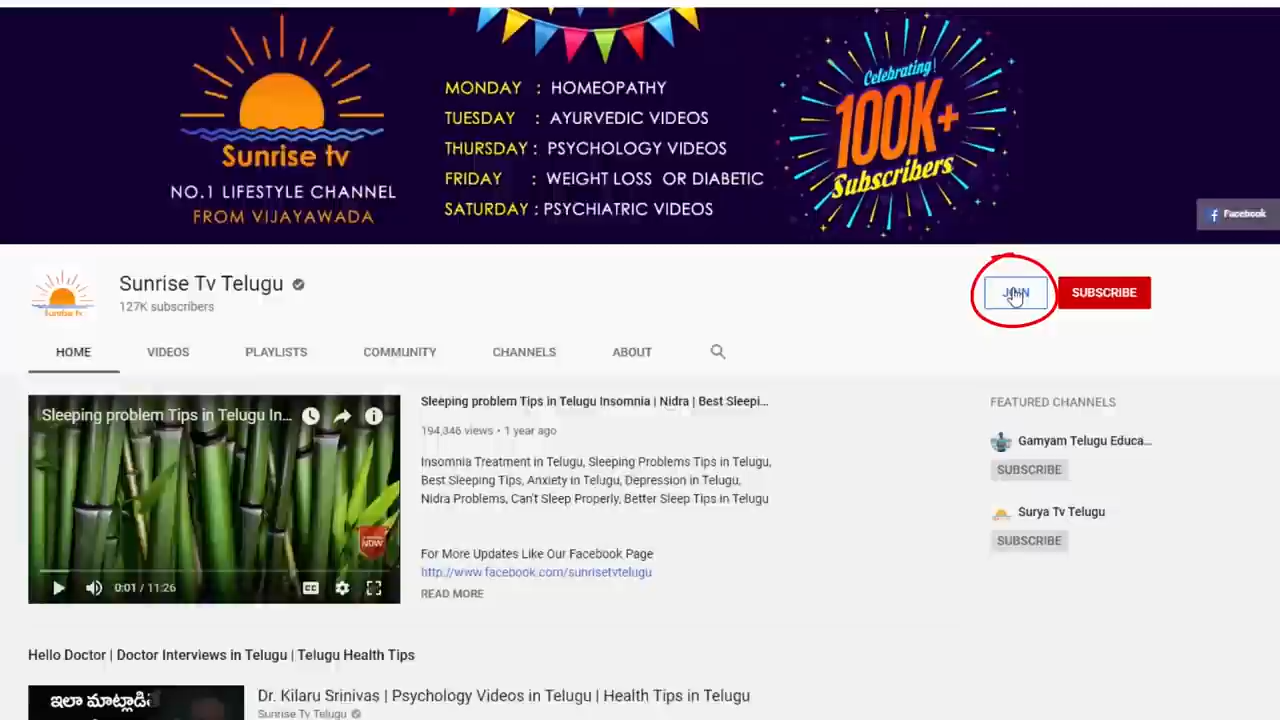 Sunrise tv
NO.1 LIFESTYLE CHANNEL
FROM VIJAYAWADA
MONDAY : HOMEOPATHY
TUESDAY : AYURVEDIC VIDEOS
THURSDAY : PSYCHOLOGY VIDEOS
FRIDAY : WEIGHT LOSS OR DIABETIC
SATURDAY : PSYCHIATRIC VIDEOS
Celebrating
100K+
Subscribers
Facebook
Sunrise Tv Telugu
127K subscribers
JOIN
SUBSCRIBE
HOME VIDEOS PLAYLISTS COMMUNITY CHANNELS ABOUT
Sleeping problem Tips in Telugu In...
NOW
0:01 / 11:26
CC
Sleeping problem Tips in Telugu Insomnia | Nidra | Best Sleepi...
194,346 views • 1 year ago
Insomnia Treatment in Telugu, Sleeping Problems Tips in Telugu,
Best Sleeping Tips, Anxiety in Telugu, Depression in Telugu,
Nidra Problems, Can't Sleep Properly, Better Sleep Tips in Telugu
For More Updates Like Our Facebook Page
http://www.facebook.com/sunrisetvtelugu
READ MORE
FEATURED CHANNELS
Gamyam Telugu Educa...
SUBSCRIBE
Surya Tv Telugu
SUBSCRIBE
Hello Doctor | Doctor Interviews in Telugu | Telugu Health Tips
ఇలా మాట్లాడితే
Dr. Kilaru Srinivas | Psychology Videos in Telugu | Health Tips in Telugu
Sunrise Tv Telugu